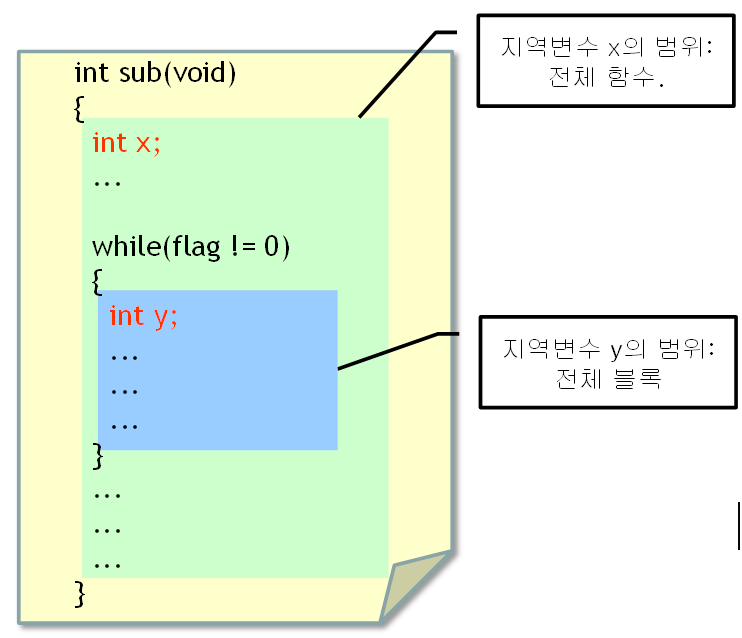 int sub(void)
{
int x;
...
while(flag != 0)
{
int y;
...
...
...
}
...
...
...
}
지역변수 x의 범위:
전체 함수.
지역변수 y의 범위:
전체 블록